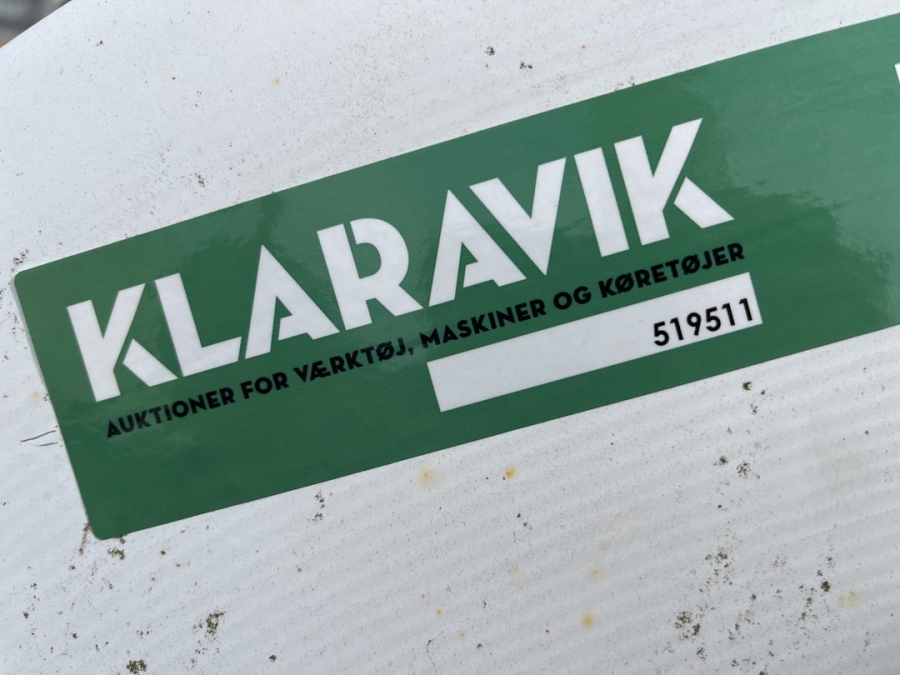 KLARAVIK
AUKTIONER FOR VÆRKTØJ, MASKINER OG KØRETØJER
519511